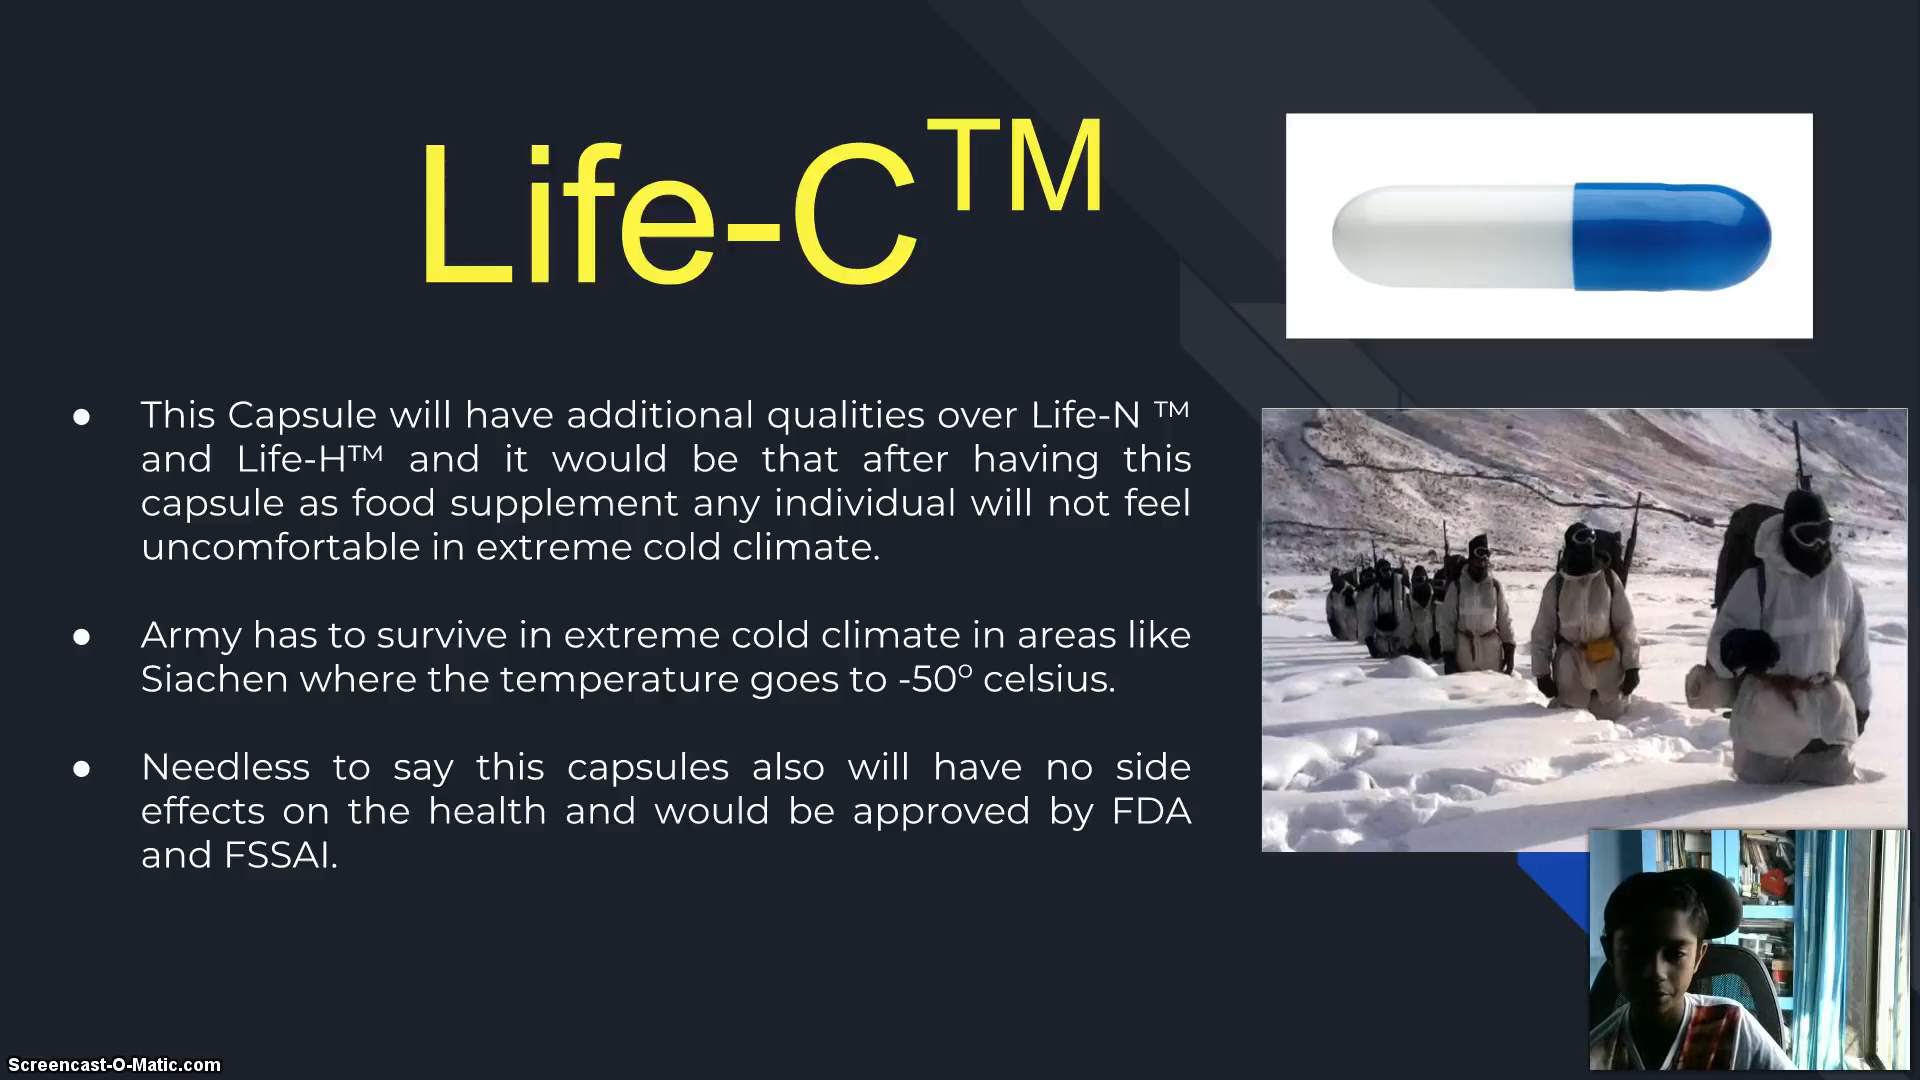 Life-C™
● This Capsule will have additional qualities over Life-N ™
and Life-H™ and it would be that after having this
capsule as food supplement any individual will not feel
uncomfortable in extreme cold climate.
● Army has to survive in extreme cold climate in areas like
Siachen where the temperature goes to -50° celsius.
● Needless to say this capsules also will have no side
effects on the health and would be approved by FDA
and FSSAI.
Screencast-O-Matic.com